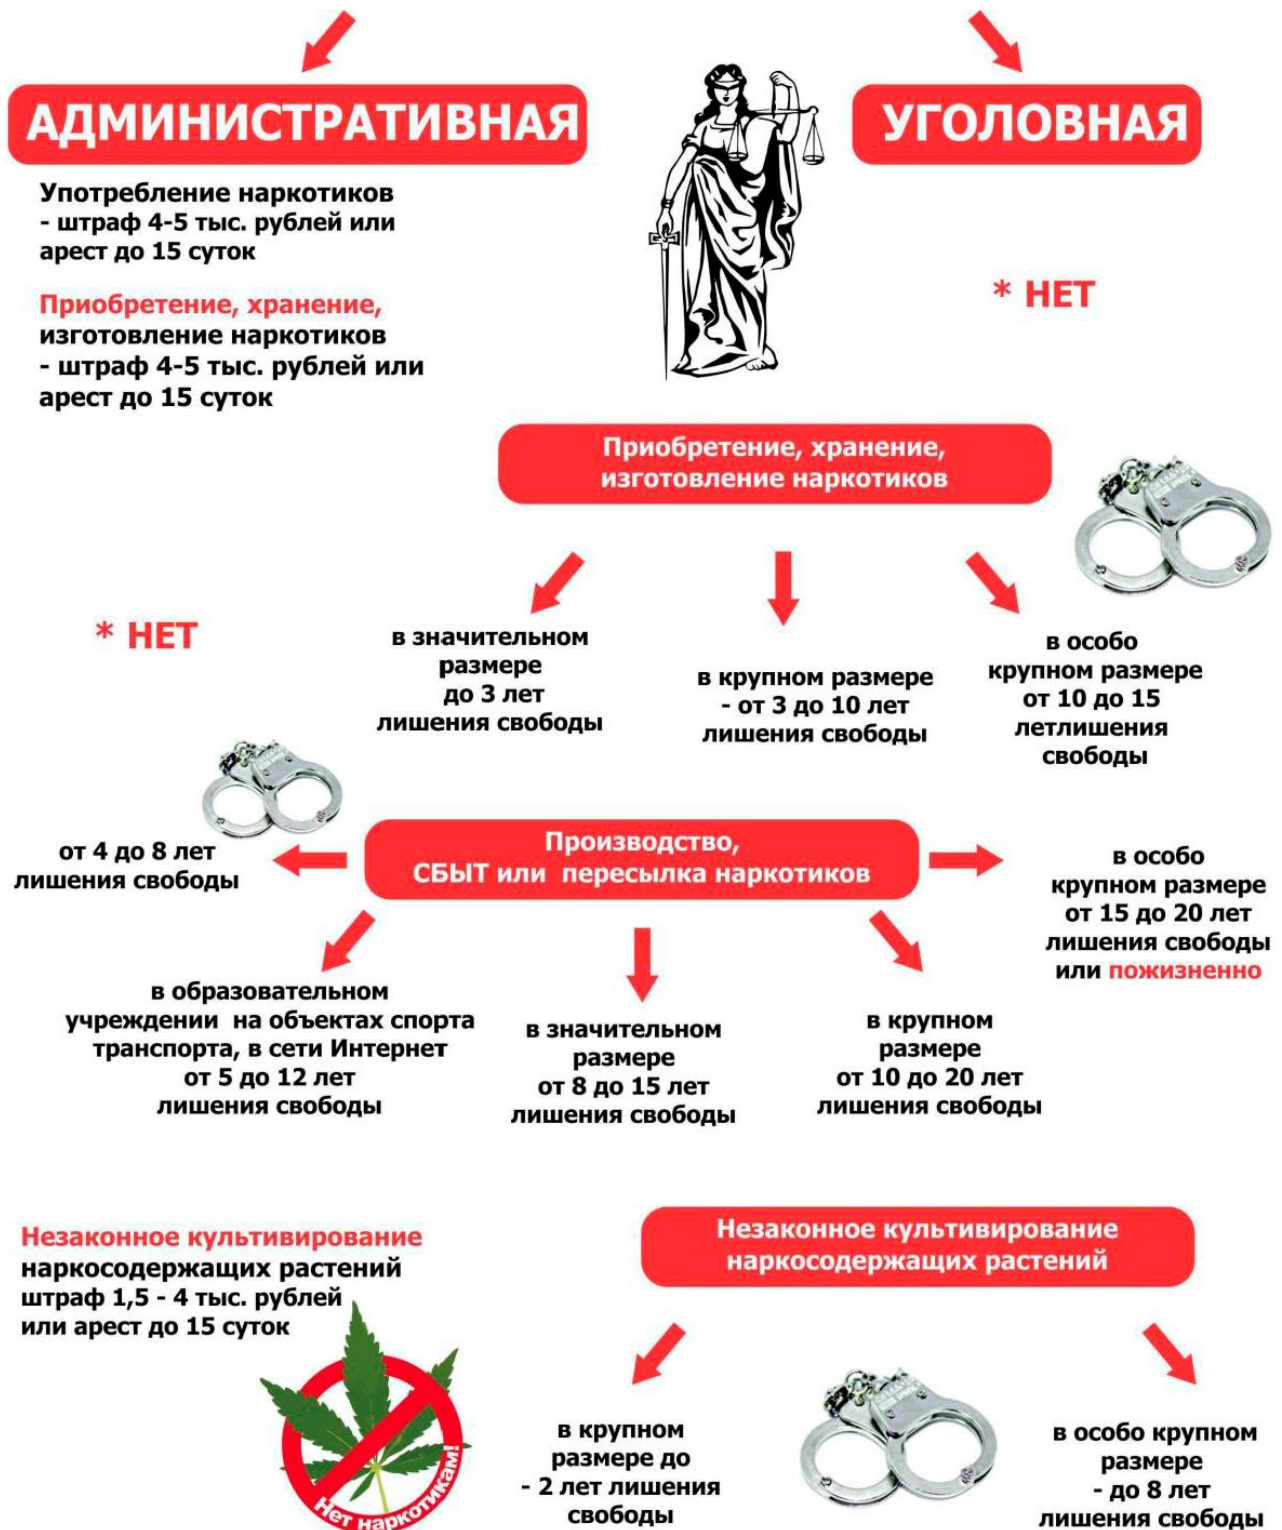 АДМИНИСТРАТИВНАЯ
УГОЛОВНАЯ
Употребление наркотиков
- штраф 4-5 тыс. рублей или
арест до 15 суток
Приобретение, хранение,
изготовление наркотиков
- штраф 4-5 тыс. рублей или
арест до 15 суток
* НЕТ
Приобретение, хранение,
изготовление наркотиков
* НЕТ
в значительном
размере
до 3 лет
лишения свободы
в крупном размере
- от 3 до 10 лет
лишения свободы
в особо
крупном размере
от 10 до 15
летлишения
свободы
Производство,
СБЫТ или пересылка наркотиков
от 4 до 8 лет
лишения свободы
в особо
крупном размере
от 15 до 20 лет
лишения свободы
или пожизненно
в образовательном
учреждении на объектах спорта
транспорта, в сети Интернет
от 5 до 12 лет
лишения свободы
в значительном
размере
от 8 до 15 лет
лишения свободы
в крупном
размере
от 10 до 20 лет
лишения свободы
Незаконное культивирование
наркосодержащих растений
штраф 1,5 - 4 тыс. рублей
или арест до 15 суток
Нет наркотикам!
Незаконное культивирование
наркосодержащих растений
в крупном
размере до
- 2 лет лишения
свободы
в особо крупном
размере
- до 8 лет
лишения свободы